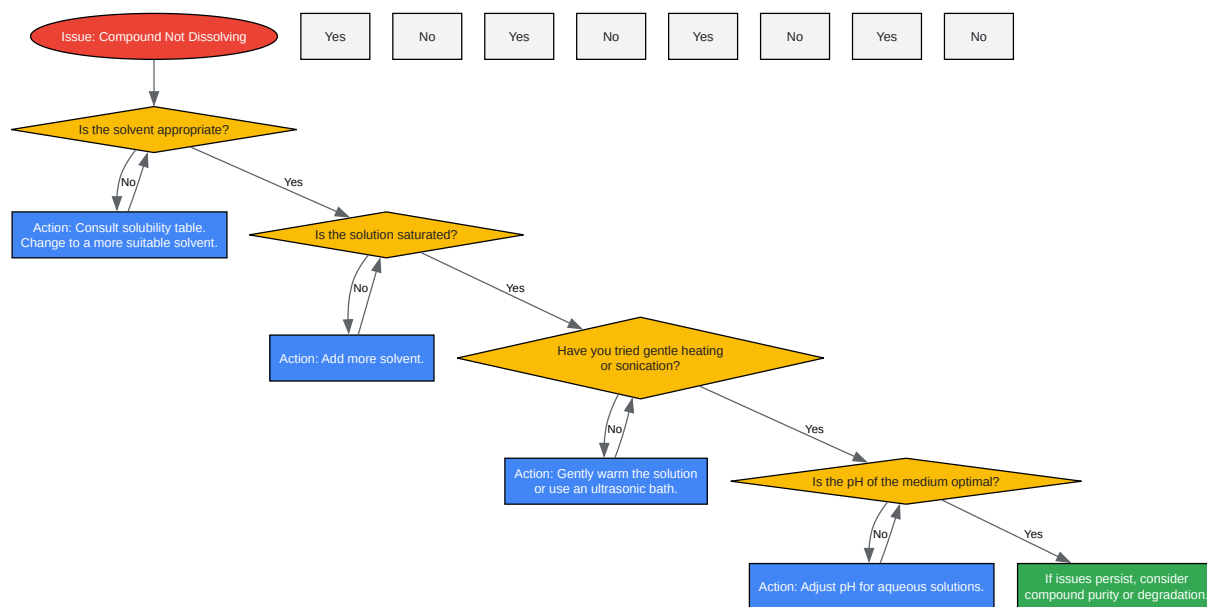 Issue: Compound Not Dissolving
Yes
No
Yes
No
Yes
No
Yes
No
Is the solvent appropriate?
No
Yes
Action: Consult solubility table.
Change to a more suitable solvent.
Is the solution saturated?
No
Yes
Action: Add more solvent.
Have you tried gentle heating
or sonication?
No
Yes
Action: Gently warm the solution
or use an ultrasonic bath.
Is the pH of the medium optimal?
No
Yes
Action: Adjust pH for aqueous solutions.
If issues persist, consider
compound purity or degradation.